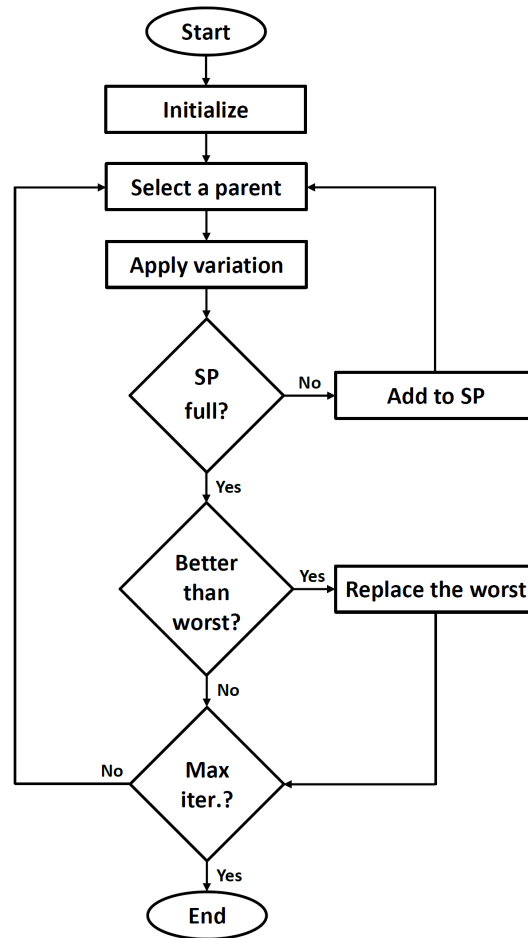 Start
Initialize
Select a parent
Apply variation
SP
full?
No
Add to SP
Yes
Better
than
worst?
Yes
Replace the worst
No
No
Max
iter.?
Yes
End